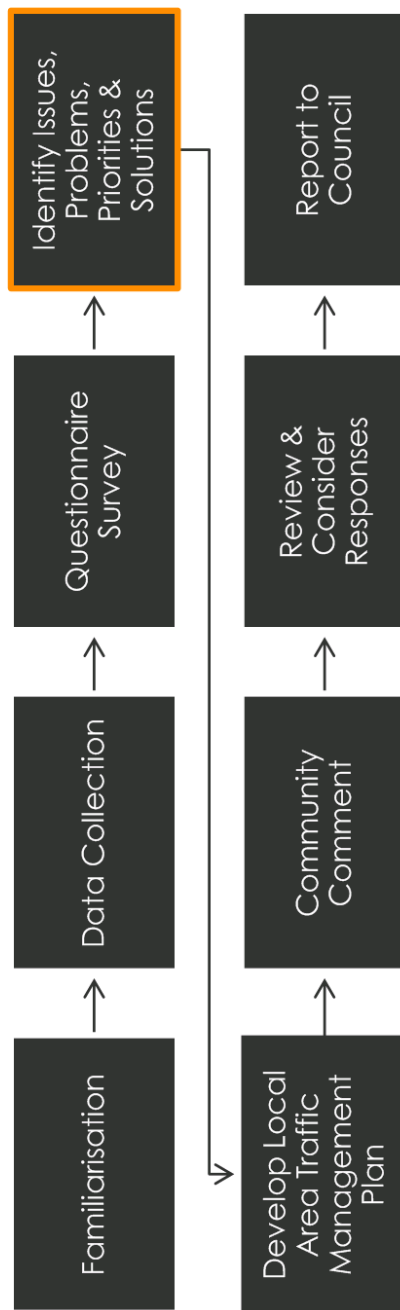 Familiarisation
Data Collection
Questionnaire
Survey
Identify Issues,
Problems,
Priorities &
Solutions
Develop Local
Area Traffic
Management
Plan
Community
Comment
Review &
Consider
Responses
Report to
Council